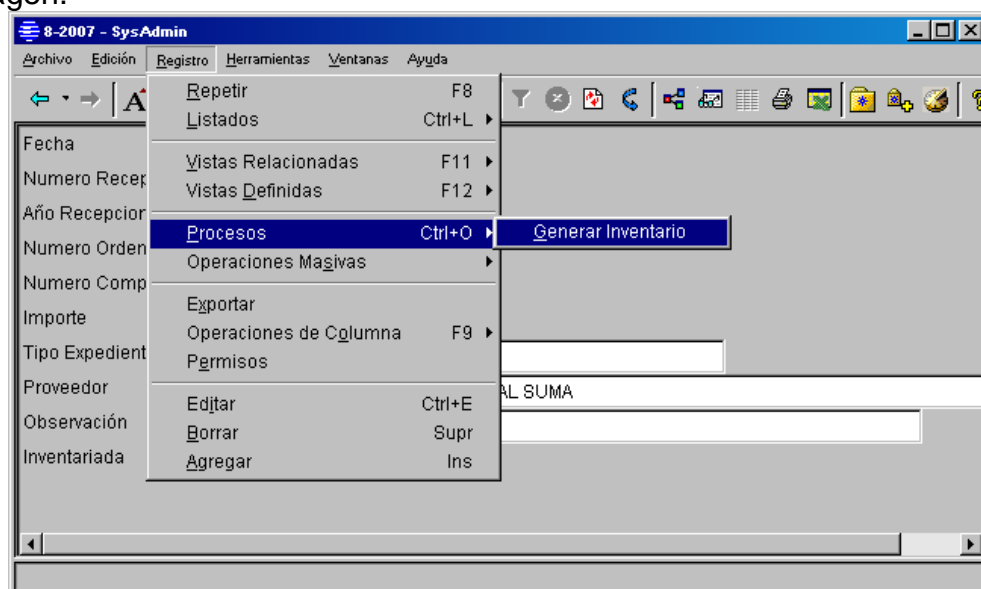 8-2007 - SysAdmin
Archivo Edición Registro Herramientas Ventanas Ayuda
Repetir F8
Listados Ctrl+L
Vistas Relacionadas F11
Vistas Definidas F12
Procesos Ctrl+O
Generar Inventario
Operaciones Masivas
Exportar
Operaciones de Columna F9
Permisos
Editar Ctrl+E
Borrar Supr
Agregar Ins
Fecha
Numero Recep
Año Recepcion
Numero Orden
Numero Comp
Importe
Tipo Expedient
Proveedor
AL SUMA
Observación
Inventariada